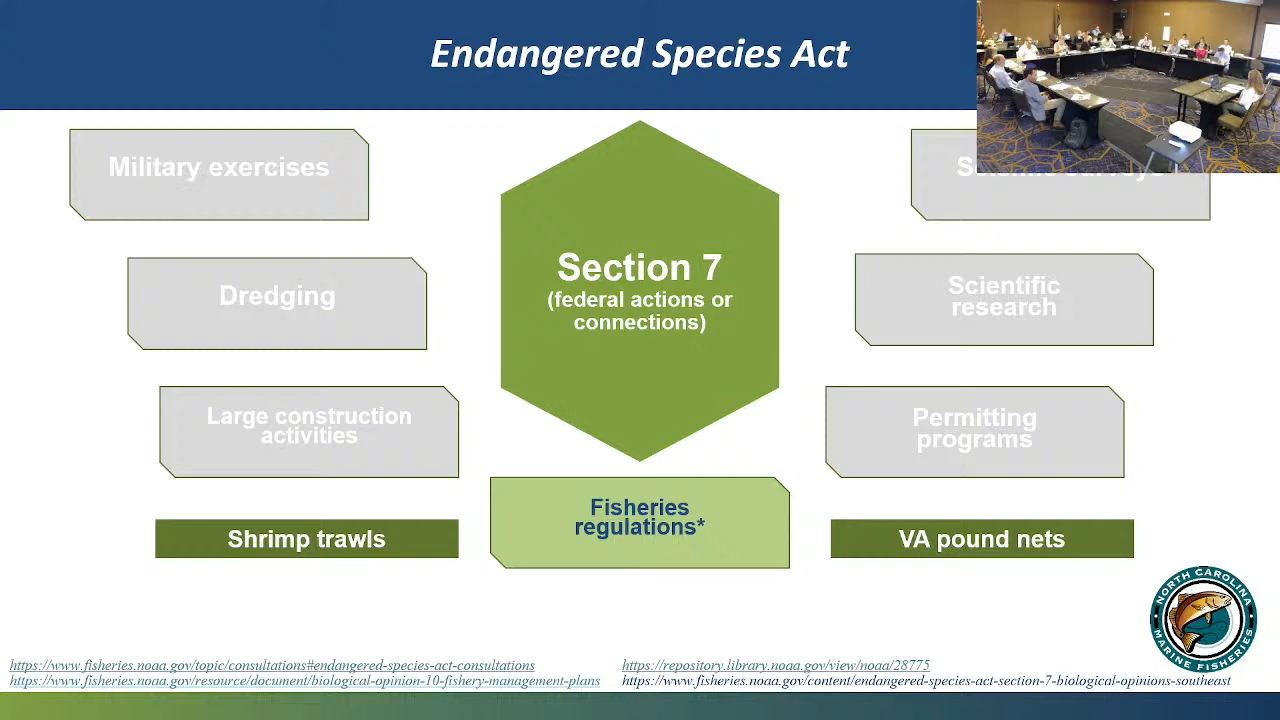 Endangered Species Act
Military exercises
Dredging
Scientific
research
Section 7
(federal actions or
connections)
Large construction
activities
Permitting
programs
Fisheries
regulations*
Shrimp trawls
VA pound nets
NORTH CAROLINA
MARINE FISHERIES
https://www.fisheries.noaa.gov/topic/consultations#endangered-species-act-consultations
https://www.fisheries.noaa.gov/resource/document/biological-opinion-10-fishery-management-plans
https://repository.library.noaa.gov/view/noaa/28775
https://www.fisheries.noaa.gov/content/endangered-species-act-section-7-biological-opinions-southeast